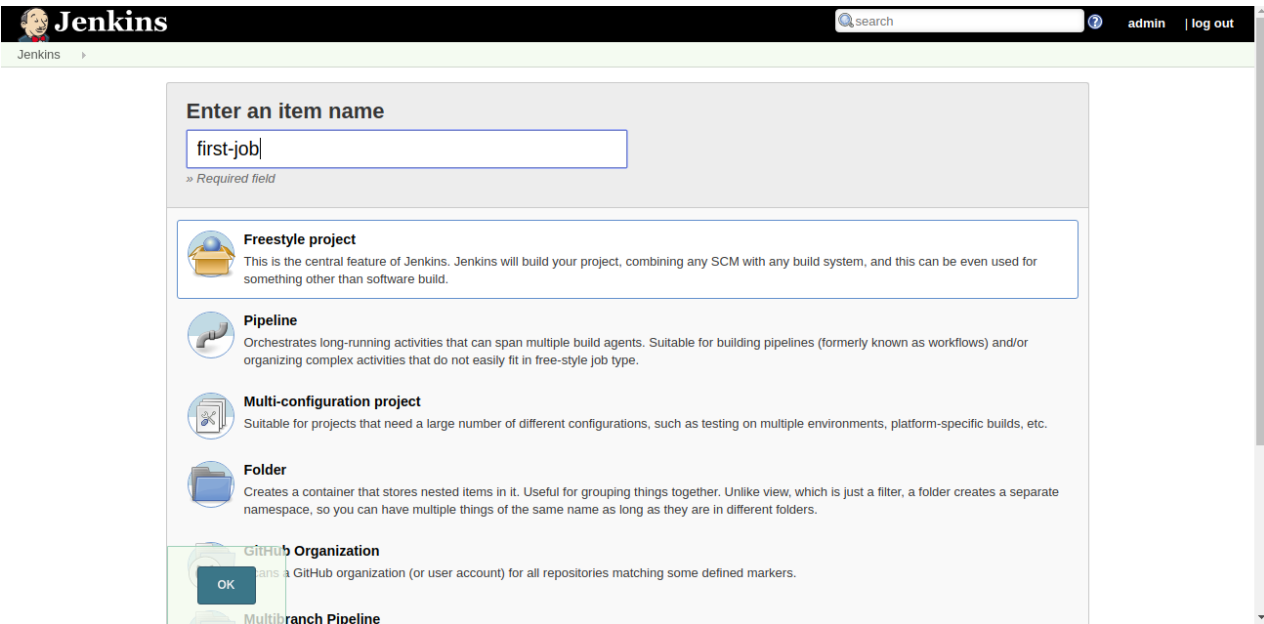 Jenkins
search
admin
| log out
Jenkins
Enter an item name
first-job
» Required field
Freestyle project
This is the central feature of Jenkins. Jenkins will build your project, combining any SCM with any build system, and this can be even used for
something other than software build.
Pipeline
Orchestrates long-running activities that can span multiple build agents. Suitable for building pipelines (formerly known as workflows) and/or
organizing complex activities that do not easily fit in free-style job type.
Multi-configuration project
Suitable for projects that need a large number of different configurations, such as testing on multiple environments, platform-specific builds, etc.
Folder
Creates a container that stores nested items in it. Useful for grouping things together. Unlike view, which is just a filter, a folder creates a separate
namespace, so you can have multiple things of the same name as long as they are in different folders.
GitHub Organization
Scans a GitHub organization (or user account) for all repositories matching some defined markers.
OK
Multibranch Pipeline